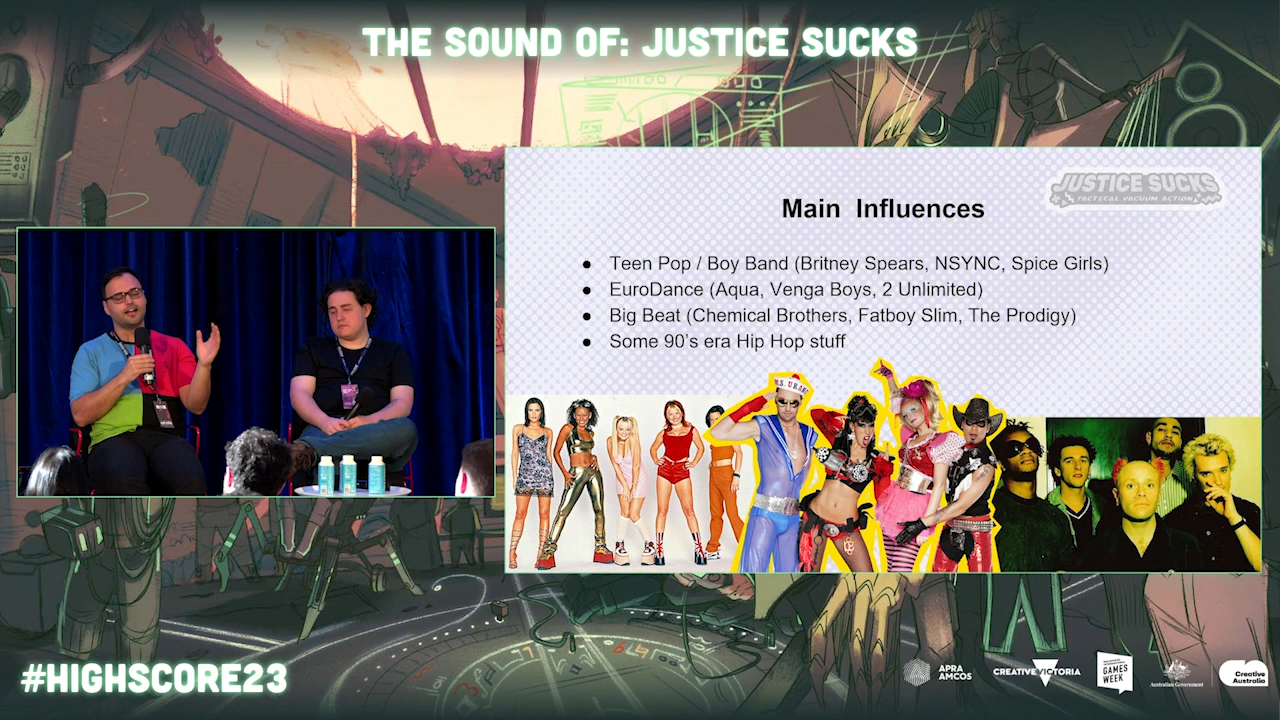 THE SOUND OF: JUSTICE SUCKS
JUSTICE SUCKS
TACTICAL VACUUM ACTION
Main Influences
● Teen Pop / Boy Band (Britney Spears, NSYNC, Spice Girls)
● EuroDance (Aqua, Venga Boys, 2 Unlimited)
● Big Beat (Chemical Brothers, Fatboy Slim, The Prodigy)
● Some 90's era Hip Hop stuff
#HIGHSCORE23
APRA
AMCOS
CREATIVE VICTORIA
GAMES
WEEK
Australian Government
Creative
Australia